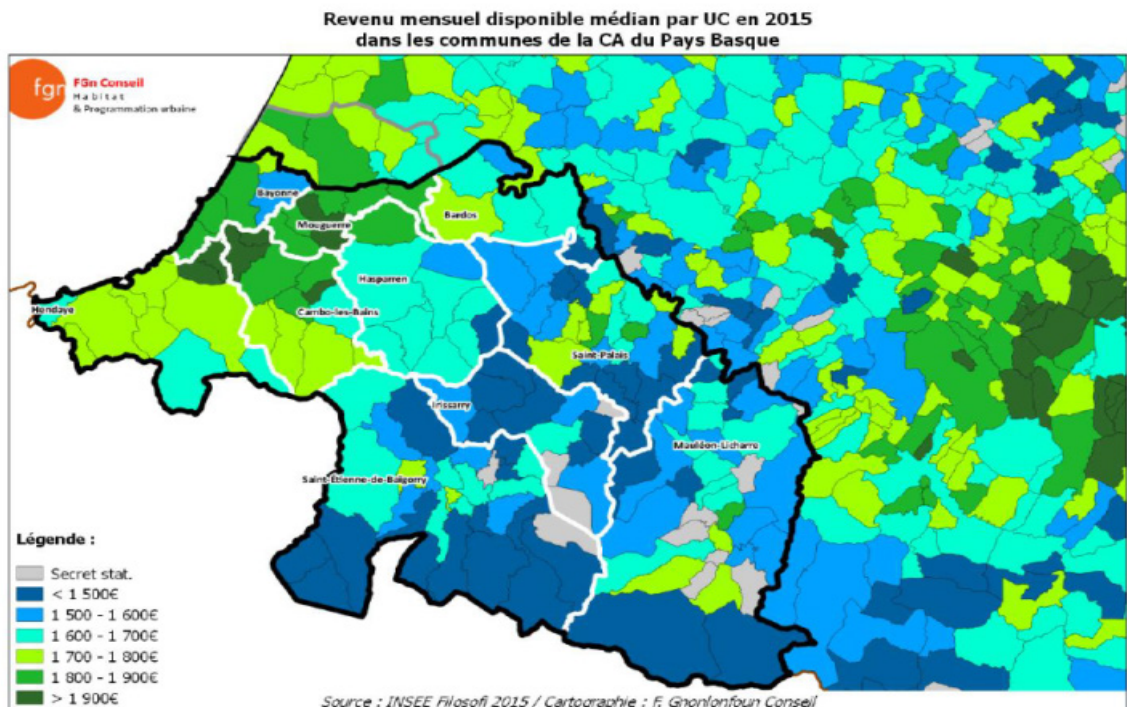 Revenu mensuel disponible médian par UC en 2015
dans les communes de la CA du Pays Basque
fgn
FGn Conseil
Habitat
& Programmation urbaine
Bayonne
Mouguerre
Bardos
Hasparren
Hendaye
Cambo-les-Bains
Saint-Palais
Irissarry
Mauléon-Licharre
Saint-Étienne-de-Baïgorry
Légende :
Secret stat.
< 1 500€
1 500 - 1 600€
1 600 - 1 700€
1 700 - 1 800€
1 800 - 1 900€
> 1 900€
Source : INSEE Filosofi 2015 / Cartographie : F. Gnonlonfoun Conseil